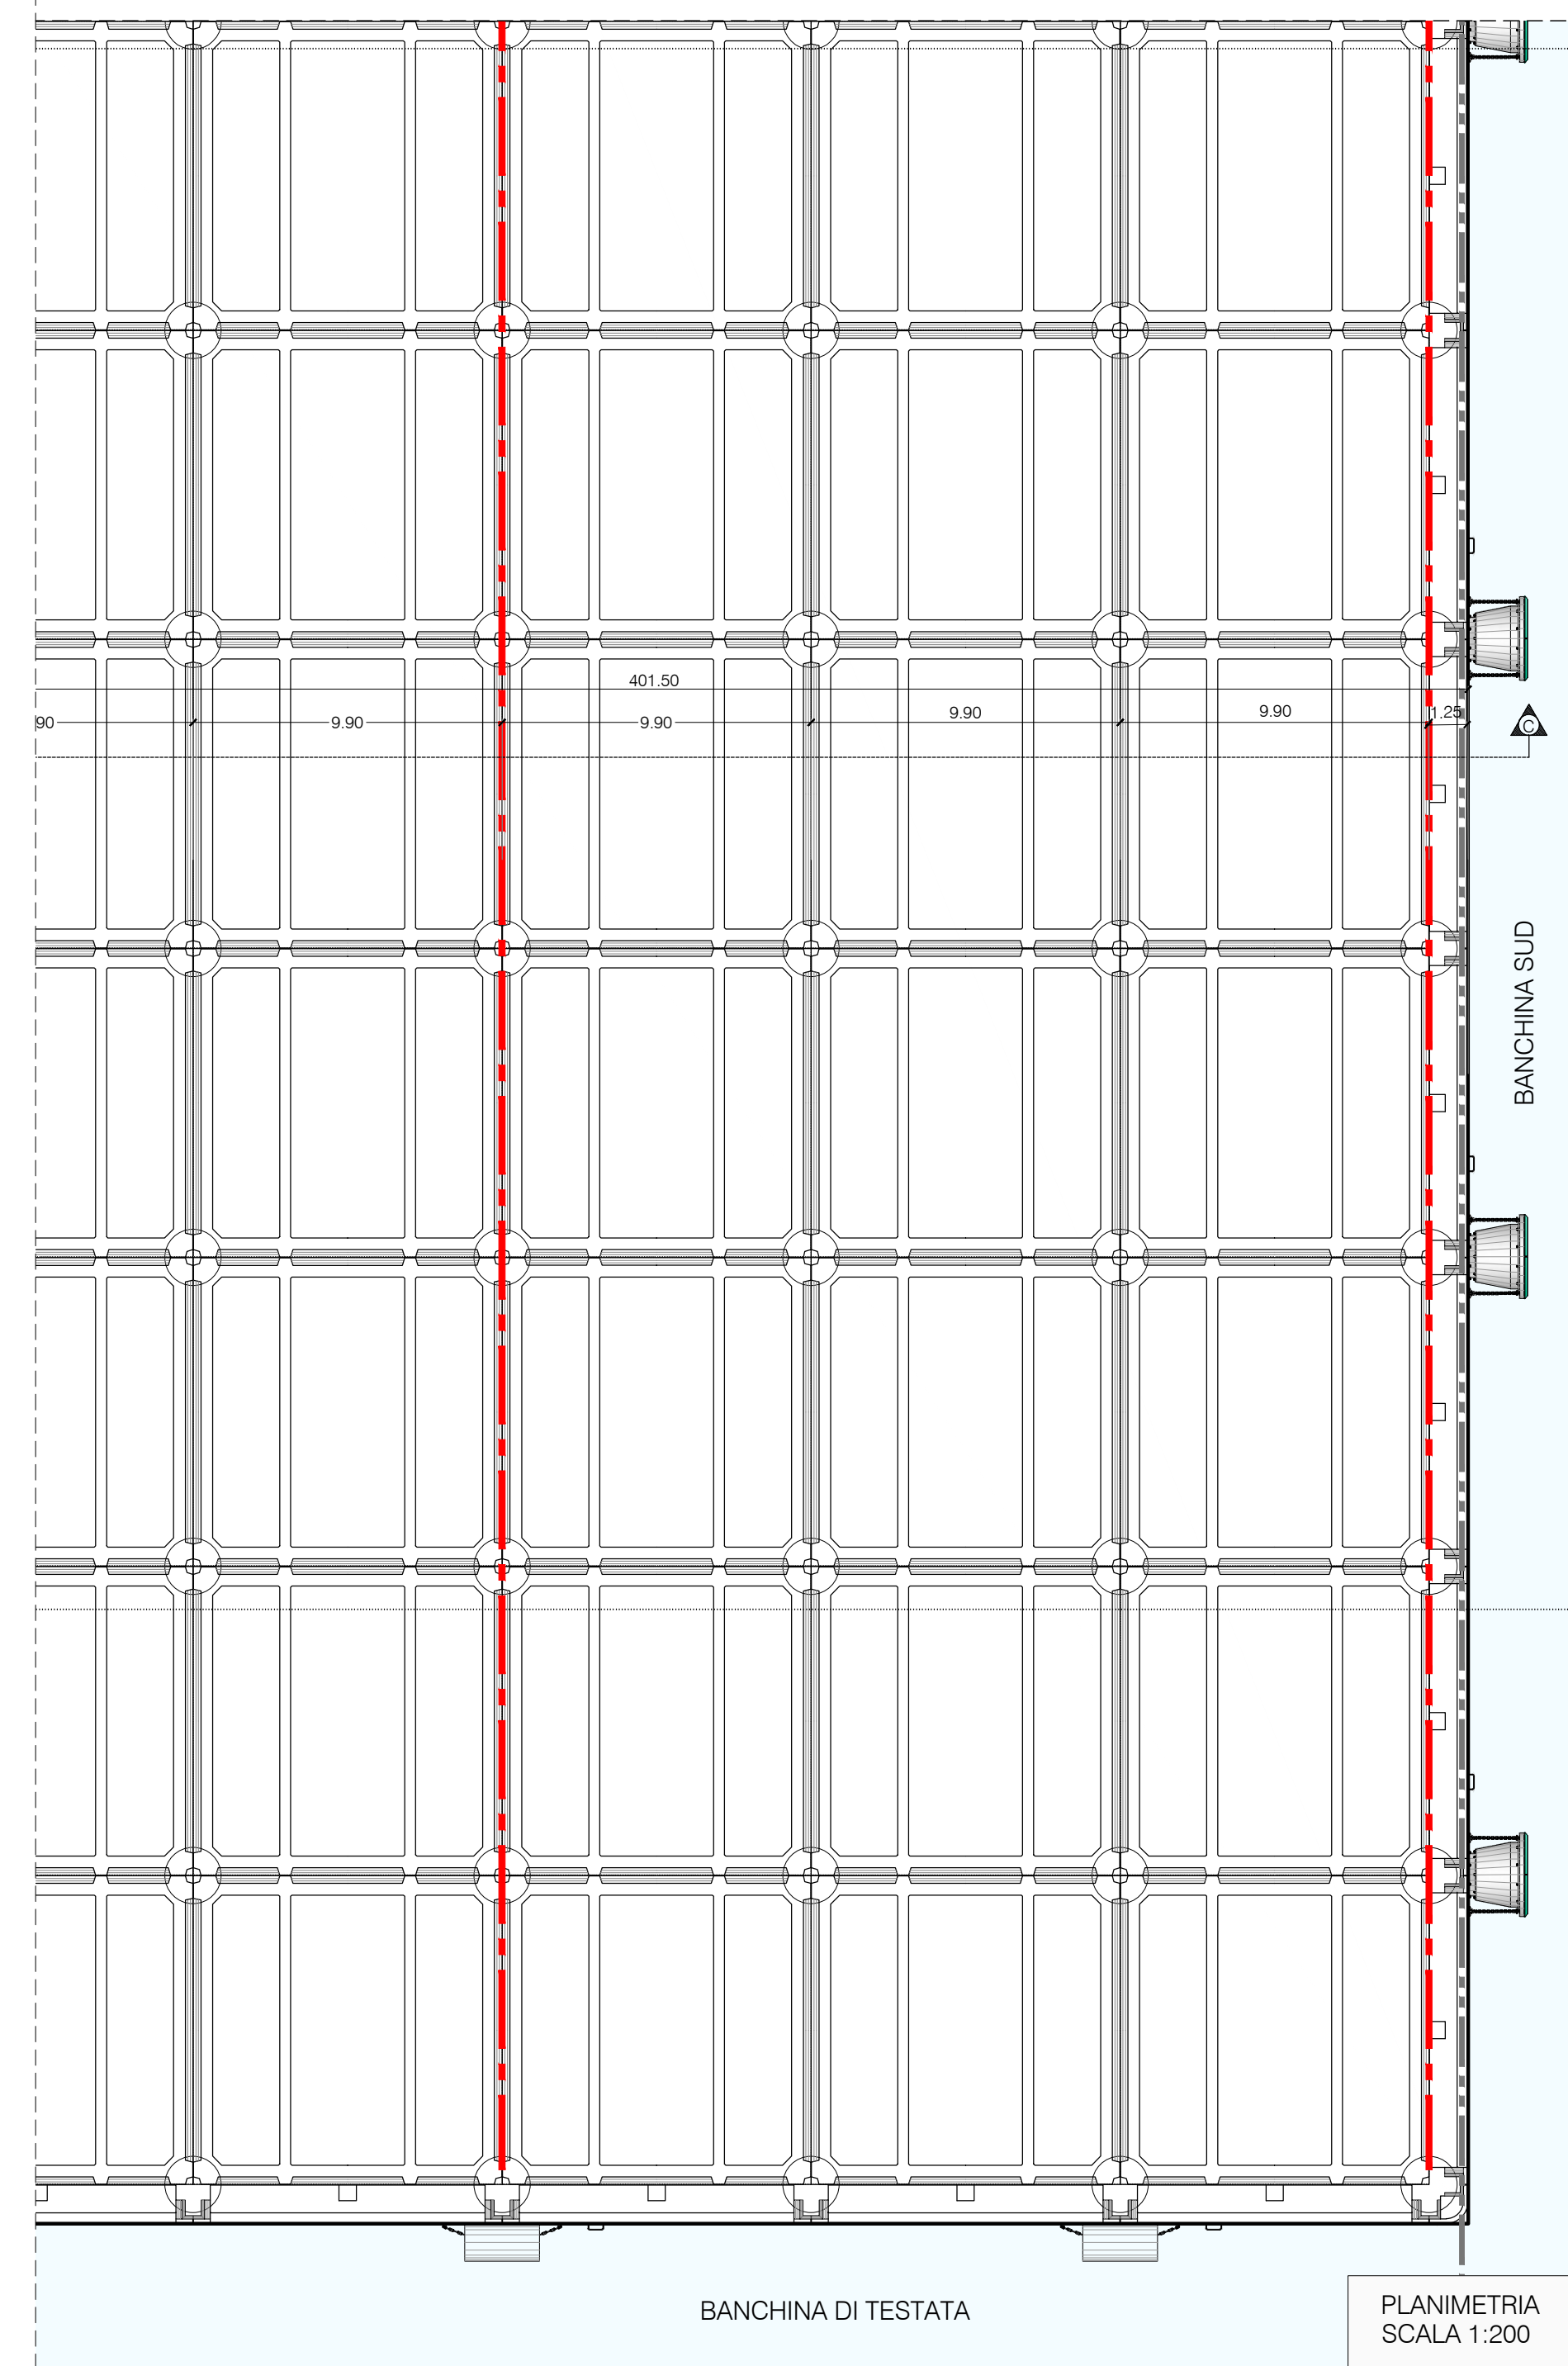 401.50
90
9.90
9.90
9.90
9.90
1.25
C
BANCHINA SUD
BANCHINA DI TESTATA
PLANIMETRIA
SCALA 1:200